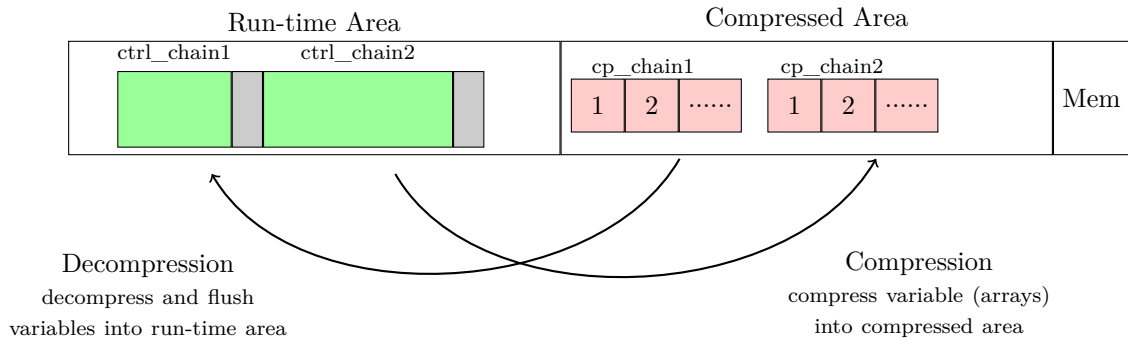 Run-time Area
Compressed Area
ctrl_chain1
ctrl_chain2
cp_chain1
cp_chain2
1 2 ......
1 2 ......
Mem
Decompression
decompress and flush
variables into run-time area
Compression
compress variable (arrays)
into compressed area